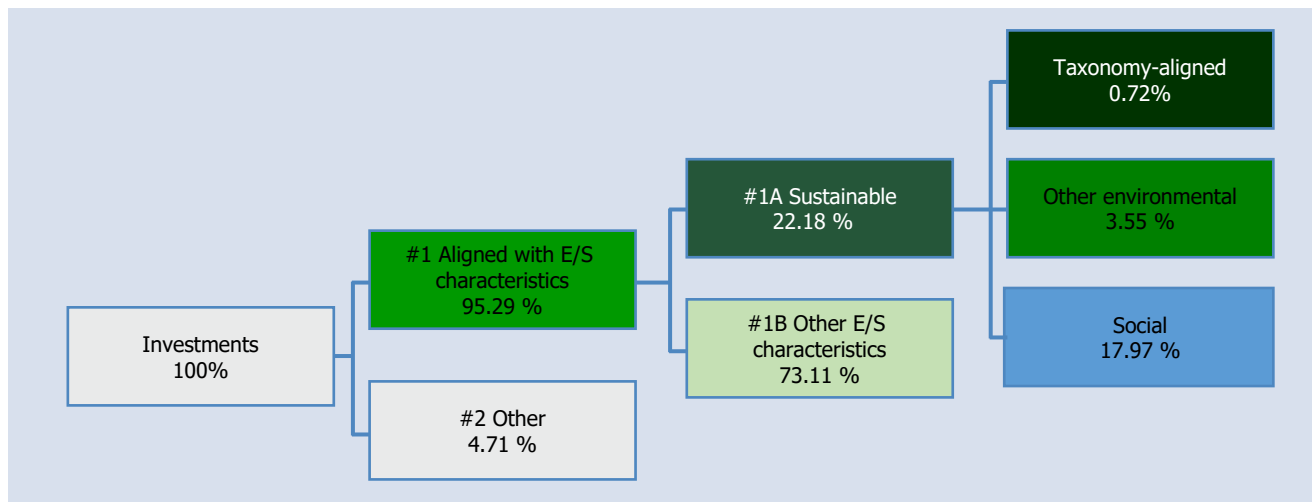 Investments
100%
#1 Aligned with E/S
characteristics
95.29 %
#2 Other
4.71 %
#1A Sustainable
22.18 %
#1B Other E/S
characteristics
73.11 %
Taxonomy-aligned
0.72%
Other environmental
3.55 %
Social
17.97 %